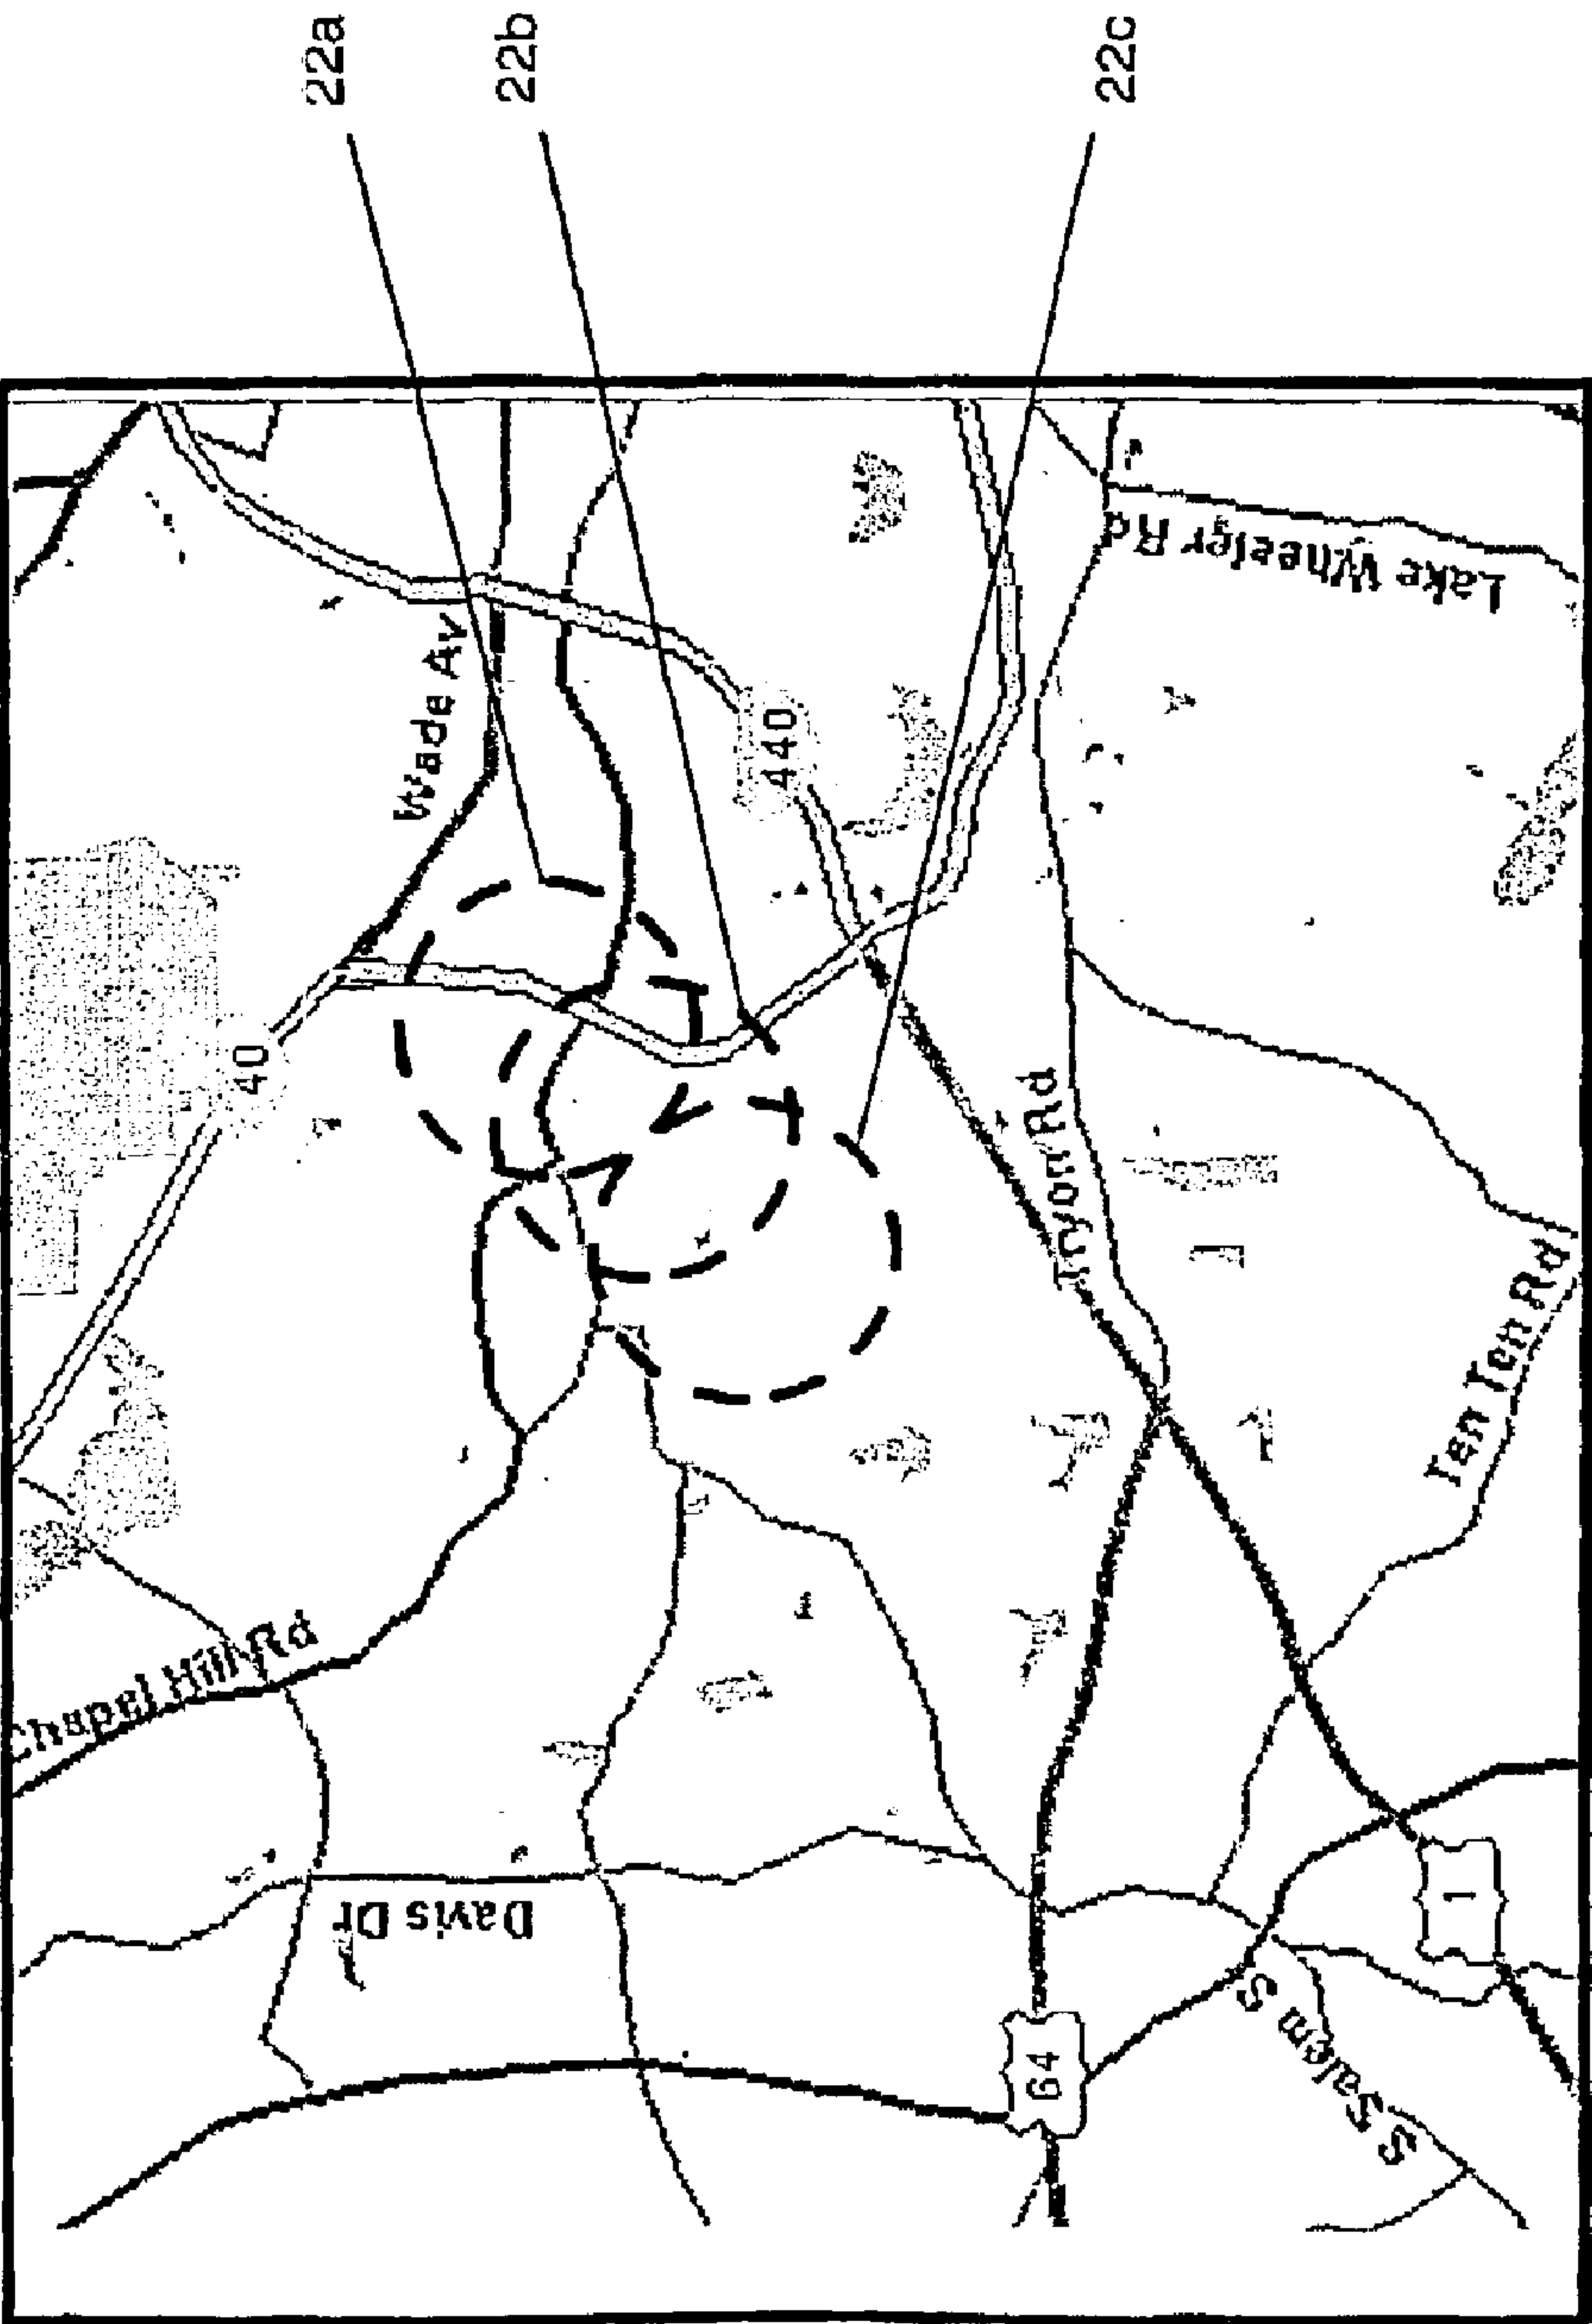 22a
22b
22c
Wade Av
440
40
Lake Wheeler Rd
Tryon Rd
Ten Ten Rd
Chapel Hill Rd
Davis Dr
64
1
S Salem S